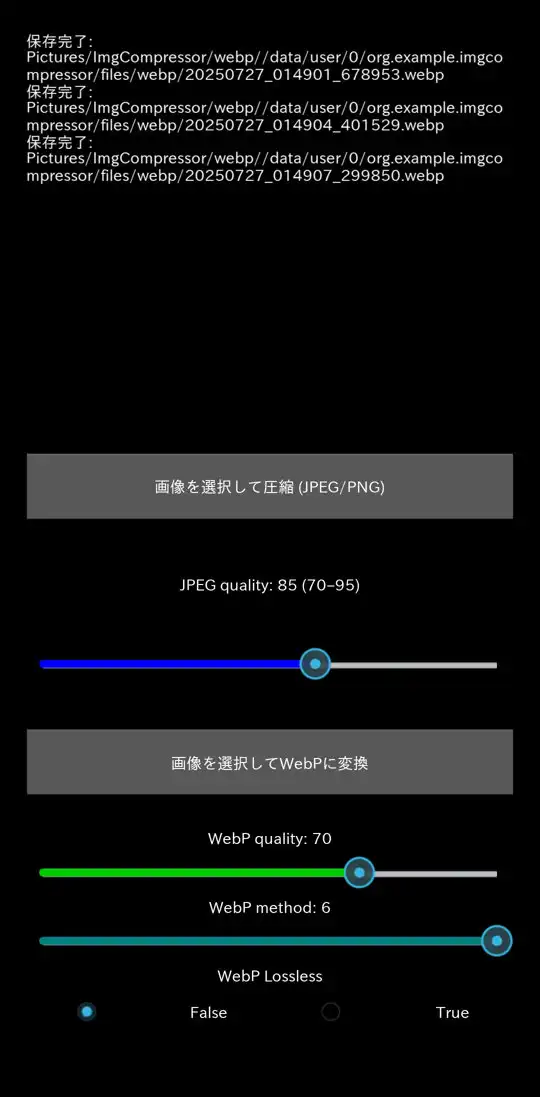 保存完了:
Pictures/ImgCompressor/webp//data/user/0/org.example.imgco
mpressor/files/webp/20250727_014901_678953.webp
保存完了:
Pictures/ImgCompressor/webp//data/user/0/org.example.imgco
mpressor/files/webp/20250727_014904_401529.webp
保存完了:
Pictures/ImgCompressor/webp//data/user/0/org.example.imgco
mpressor/files/webp/20250727_014907_299850.webp
画像を選択して圧縮 (JPEG/PNG)
JPEG quality: 85 (70–95)
画像を選択してWebPに変換
WebP quality: 70
WebP method: 6
WebP Lossless
False True